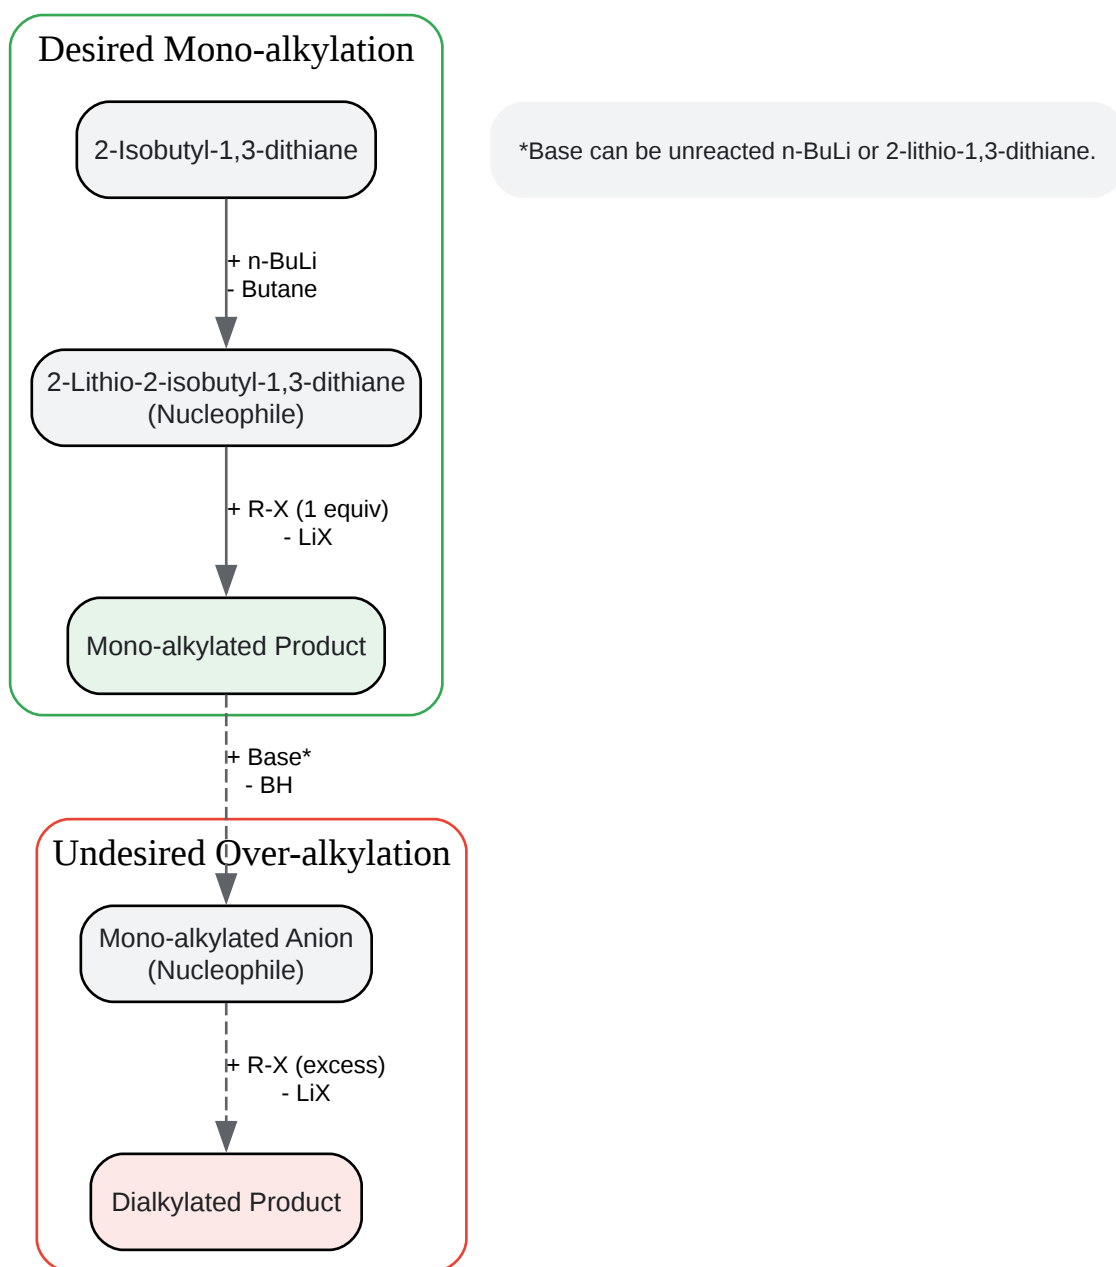 Desired Mono-alkylation
2-Isobutyl-1,3-dithiane
*Base can be unreacted n-BuLi or 2-lithio-1,3-dithiane.
+ n-BuLi
- Butane
2-Lithio-2-isobutyl-1,3-dithiane
(Nucleophile)
+ R-X (1 equiv)
- LiX
Mono-alkylated Product
+ Base*
- BH
Undesired Over-alkylation
Mono-alkylated Anion
(Nucleophile)
+ R-X (excess)
- LiX
Dialkylated Product